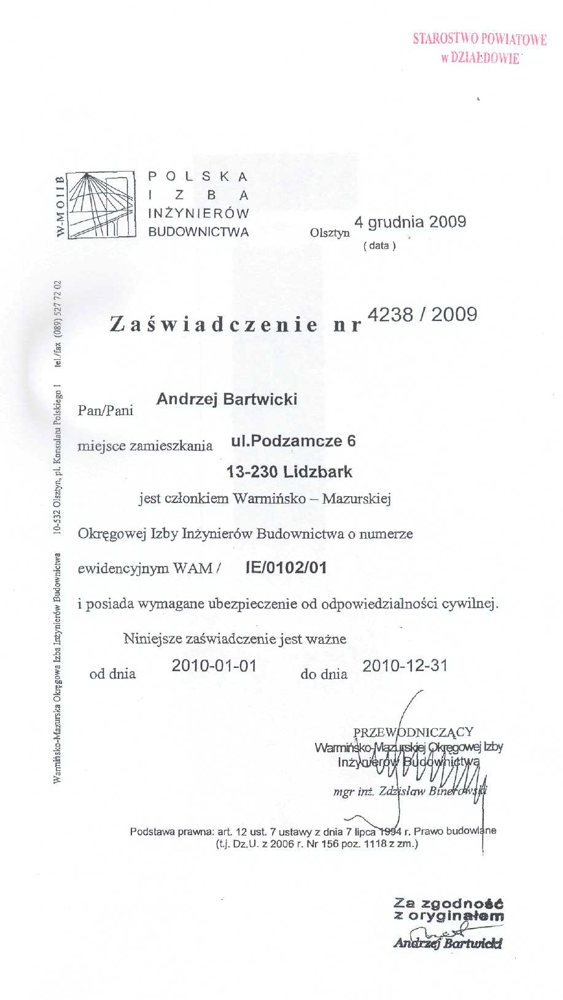 STAROSTWO POWIATOWE
w DZIAŁDOWIE
W-MOIIB
POLSKA
IZBA
INŻYNIERÓW
BUDOWNICTWA
Olsztyn 4 grudnia 2009
( data )
Zaświadczenie nr 4238 / 2009
Pan/Pani Andrzej Bartwicki
miejsce zamieszkania ul.Podzamcze 6
13-230 Lidzbark
jest członkiem Warmińsko – Mazurskiej
Okręgowej Izby Inżynierów Budownictwa o numerze
ewidencyjnym WAM / IE/0102/01
i posiada wymagane ubezpieczenie od odpowiedzialności cywilnej.
Niniejsze zaświadczenie jest ważne
od dnia 2010-01-01 do dnia 2010-12-31
Warmińsko-Mazurska Okręgowa Izba Inżynierów Budownictwa 10-532 Olsztyn, pl. Konsulatu Polskiego 1 tel./fax (089) 527 72 02
PRZEWODNICZĄCY
Warmińsko-Mazurskiej Okręgowej Izby
Inżynierów Budownictwa
mgr inż. Zdzisław Binerowski
Podstawa prawna: art. 12 ust. 7 ustawy z dnia 7 lipca 1994 r. Prawo budowlane
(t.j. Dz.U. z 2006 r. Nr 156 poz. 1118 z zm.)
Za zgodność
z oryginałem
Andrzej Bartwicki